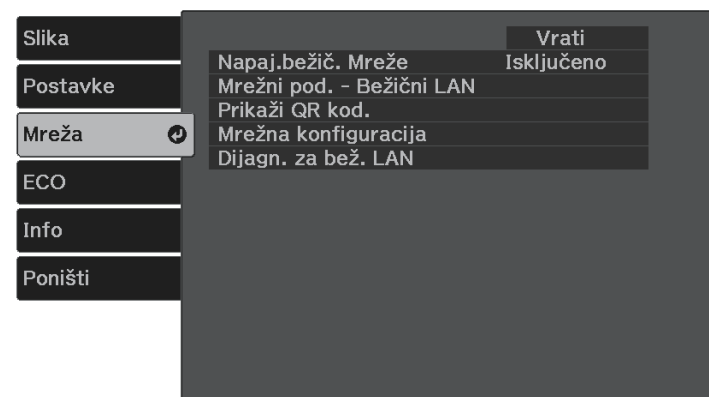 Slika
Postavke
Mreža
ECO
Info
Poništi
Vrati
Napaj.bežič. Mreže Isključeno
Mrežni pod. - Bežični LAN
Prikaži QR kod.
Mrežna konfiguracija
Dijagn. za bež. LAN